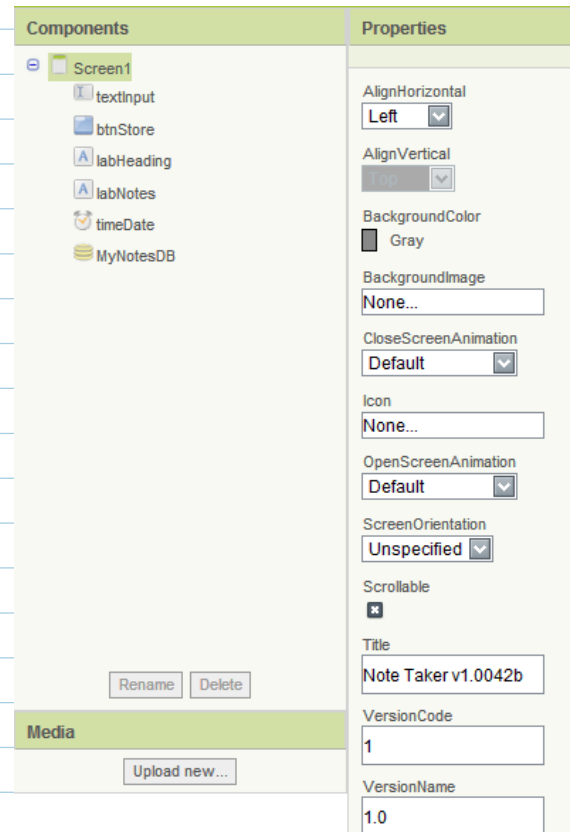 Components
Screen1
textInput
btnStore
labHeading
labNotes
timeDate
MyNotesDB
Rename Delete
Media
Upload new...
Properties
AlignHorizontal
Left
AlignVertical
Top
BackgroundColor
Gray
BackgroundImage
None...
CloseScreenAnimation
Default
Icon
None...
OpenScreenAnimation
Default
ScreenOrientation
Unspecified
Scrollable
Title
Note Taker v1.0042b
VersionCode
1
VersionName
1.0